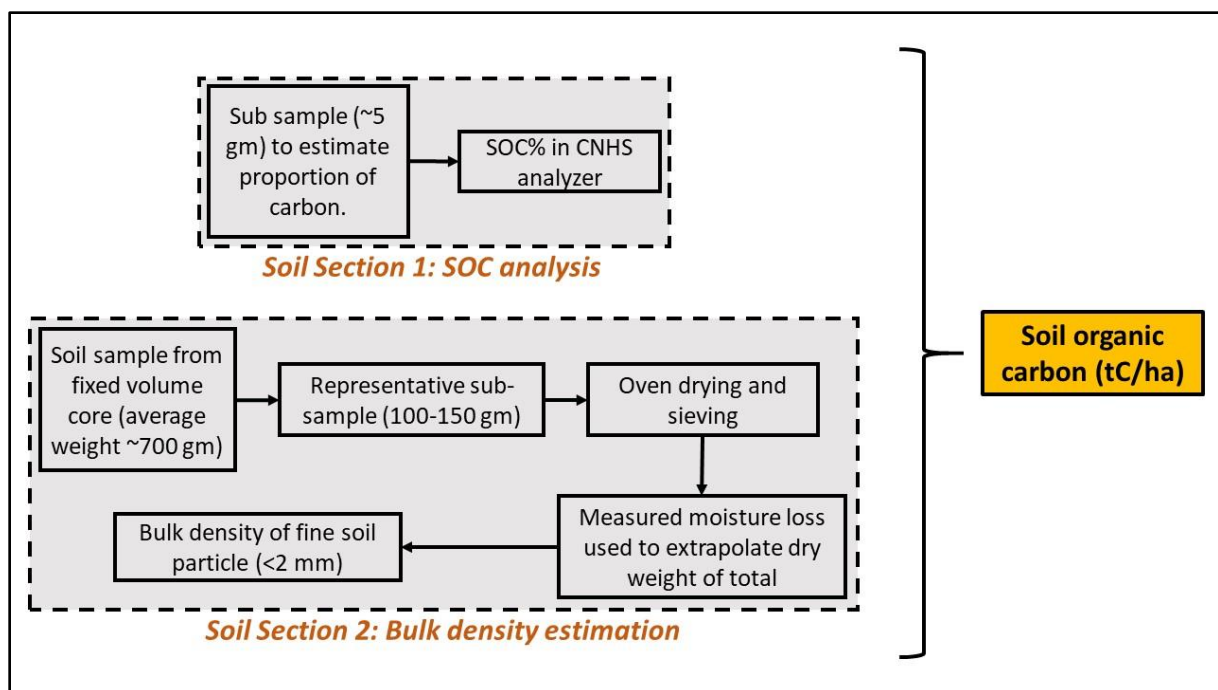 Sub sample (~5
gm) to estimate
proportion of
carbon.
SOC% in CNHS
analyzer
Soil Section 1: SOC analysis
Soil sample from
fixed volume
core (average
weight ~700 gm)
Representative sub-
sample (100-150 gm)
Oven drying and
sieving
Measured moisture loss
used to extrapolate dry
weight of total
Bulk density of fine soil
particle (<2 mm)
Soil Section 2: Bulk density estimation
Soil organic
carbon (tC/ha)